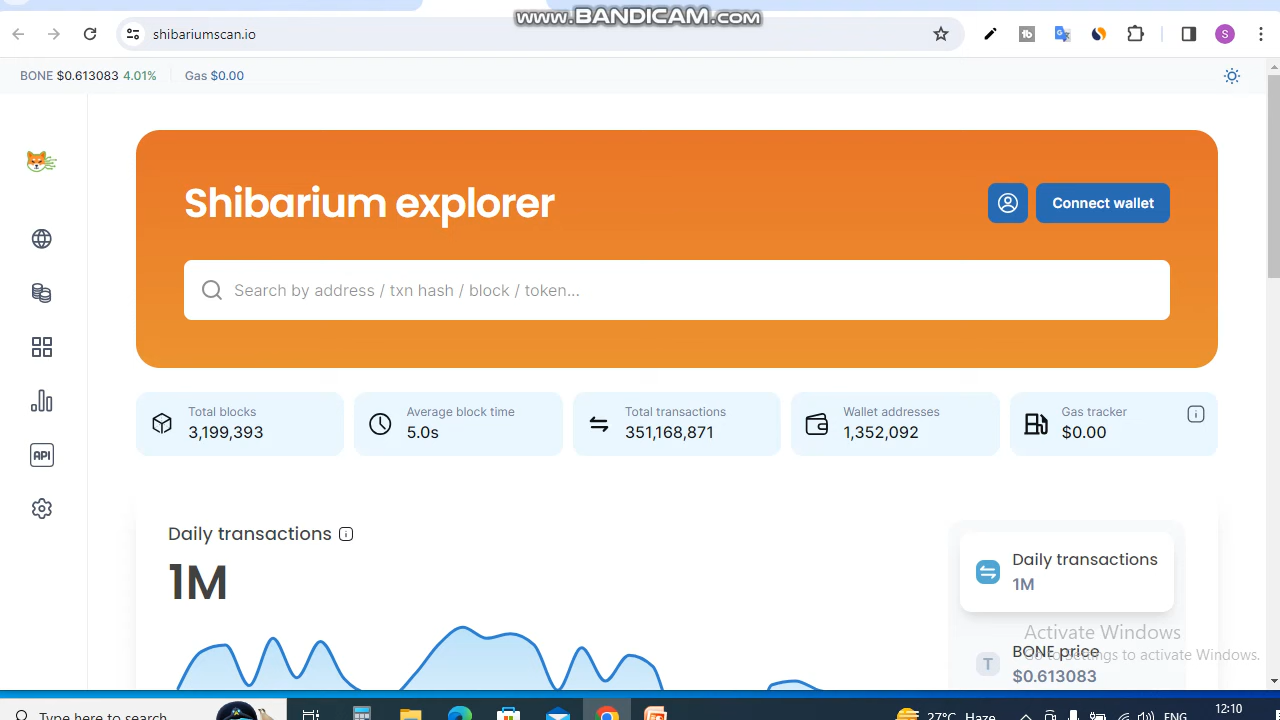 www.BANDICAM.com
shibariumscan.io
BONE $0.613083 4.01% Gas $0.00
Shibarium explorer
Connect wallet
Search by address / txn hash / block / token...
Total blocks
3,199,393
Average block time
5.0s
Total transactions
351,168,871
Wallet addresses
1,352,092
Gas tracker
$0.00
API
Daily transactions
1M
Daily transactions
1M
BONE price
$0.613083
Activate Windows
Go to Settings to activate Windows.
Type here to search
27°C Haze
ENG
12:10